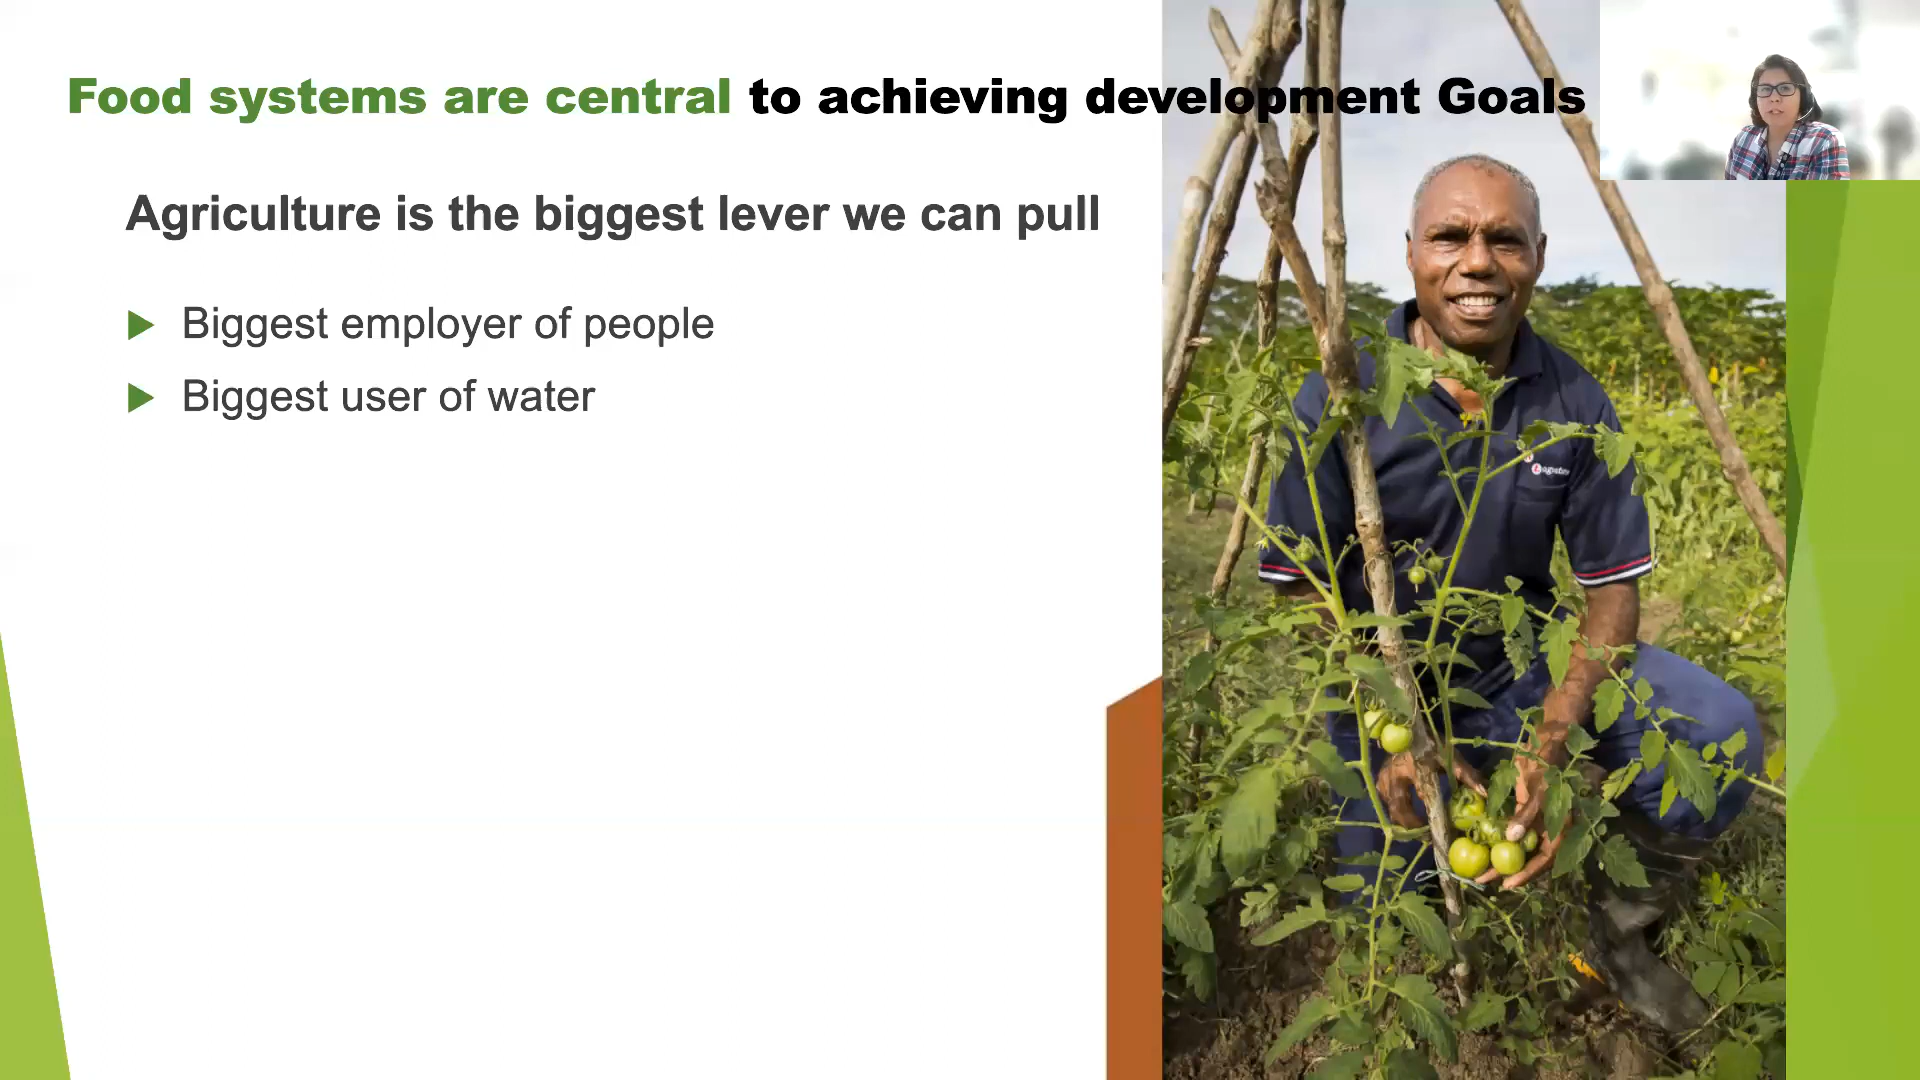 Food systems are central to achieving development Goals
Agriculture is the biggest lever we can pull
Biggest employer of people
Biggest user of water